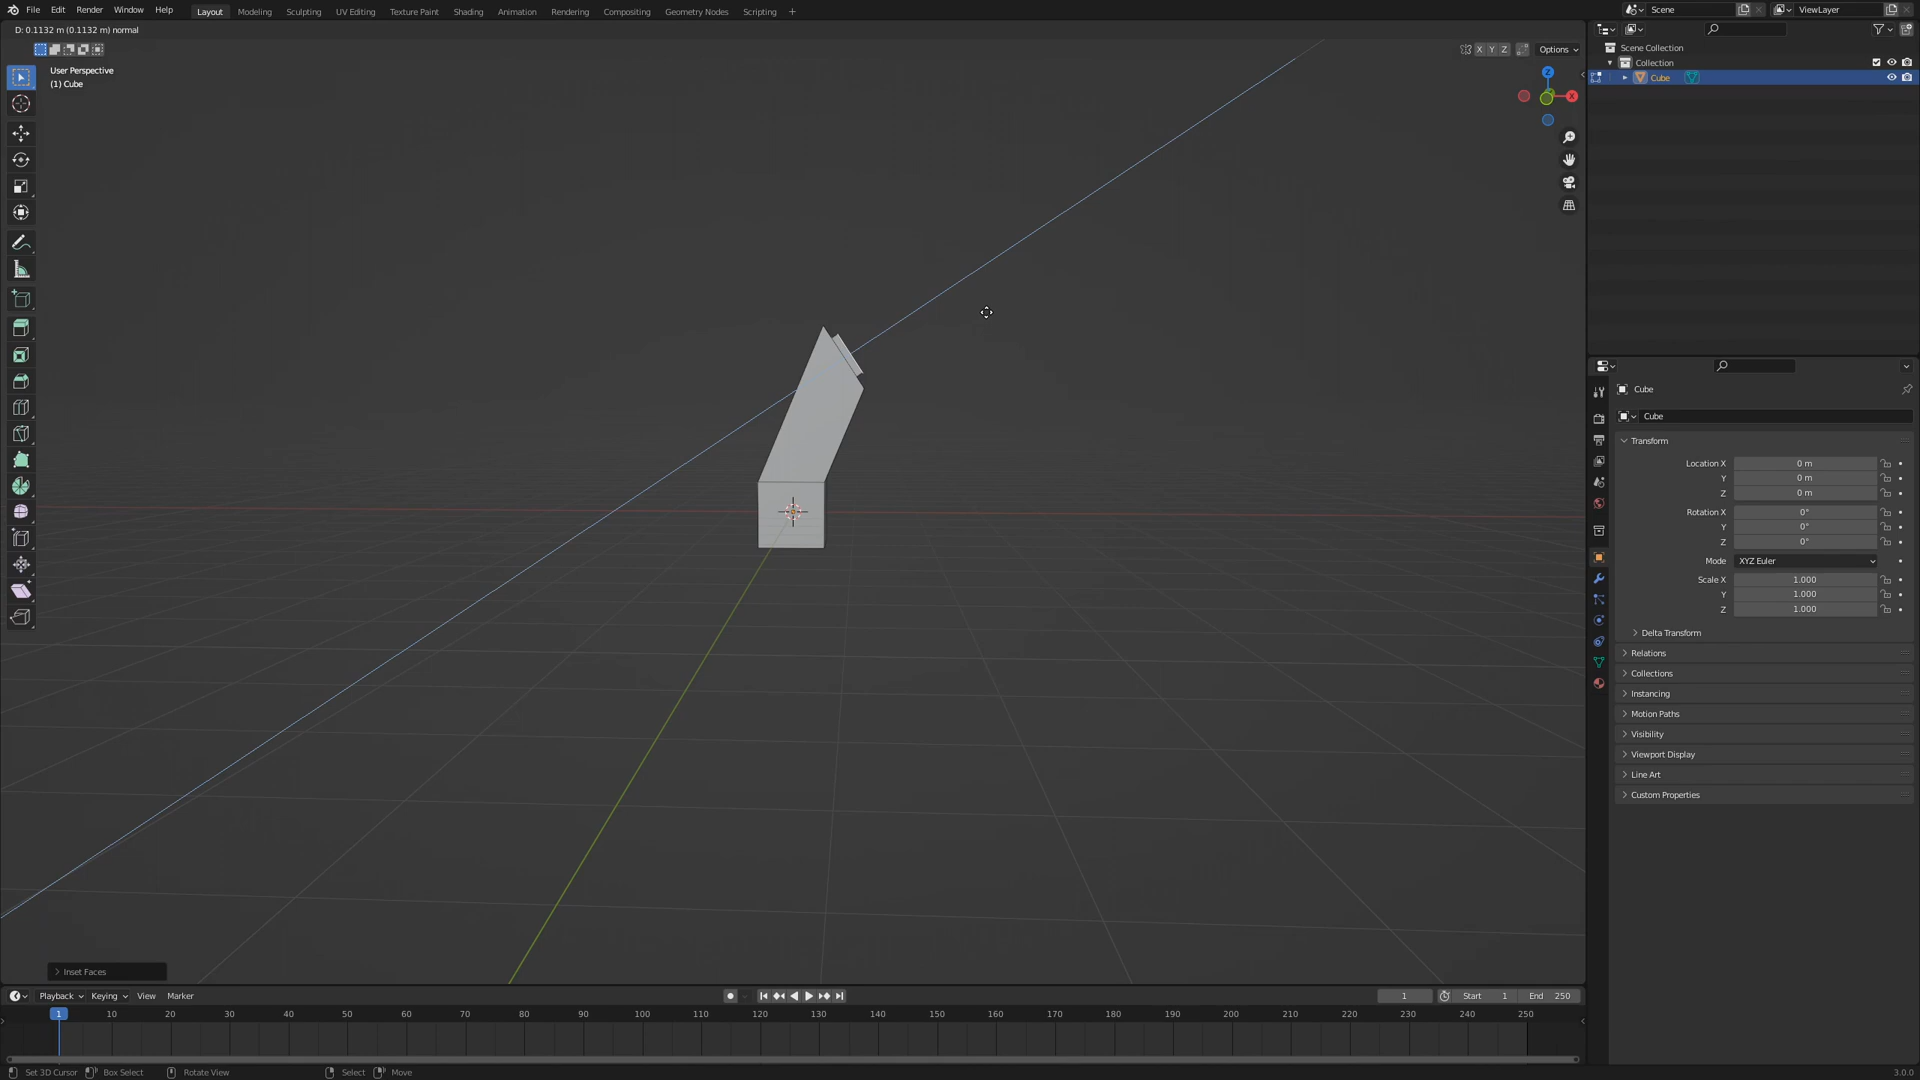 File Edit Render Window Help Layout Modeling Sculpting UV Editing Texture Paint Shading Animation Rendering Compositing Geometry Nodes Scripting + Scene ViewLayer
D: 0.1132 m (0.1132 m) normal
X Y Z Options
User Perspective
(1) Cube
Z
X
Scene Collection
Collection
Cube
Cube
Cube
Transform
Location X 0 m
Y 0 m
Z 0 m
Rotation X 0°
Y 0°
Z 0°
Mode XYZ Euler
Scale X 1.000
Y 1.000
Z 1.000
Delta Transform
Relations
Collections
Instancing
Motion Paths
Visibility
Viewport Display
Line Art
Custom Properties
Inset Faces
Playback Keying View Marker 1 Start 1 End 250
1 10 20 30 40 50 60 70 80 90 100 110 120 130 140 150 160 170 180 190 200 210 220 230 240 250
Set 3D Cursor Box Select Rotate View Select Move 3.0.0